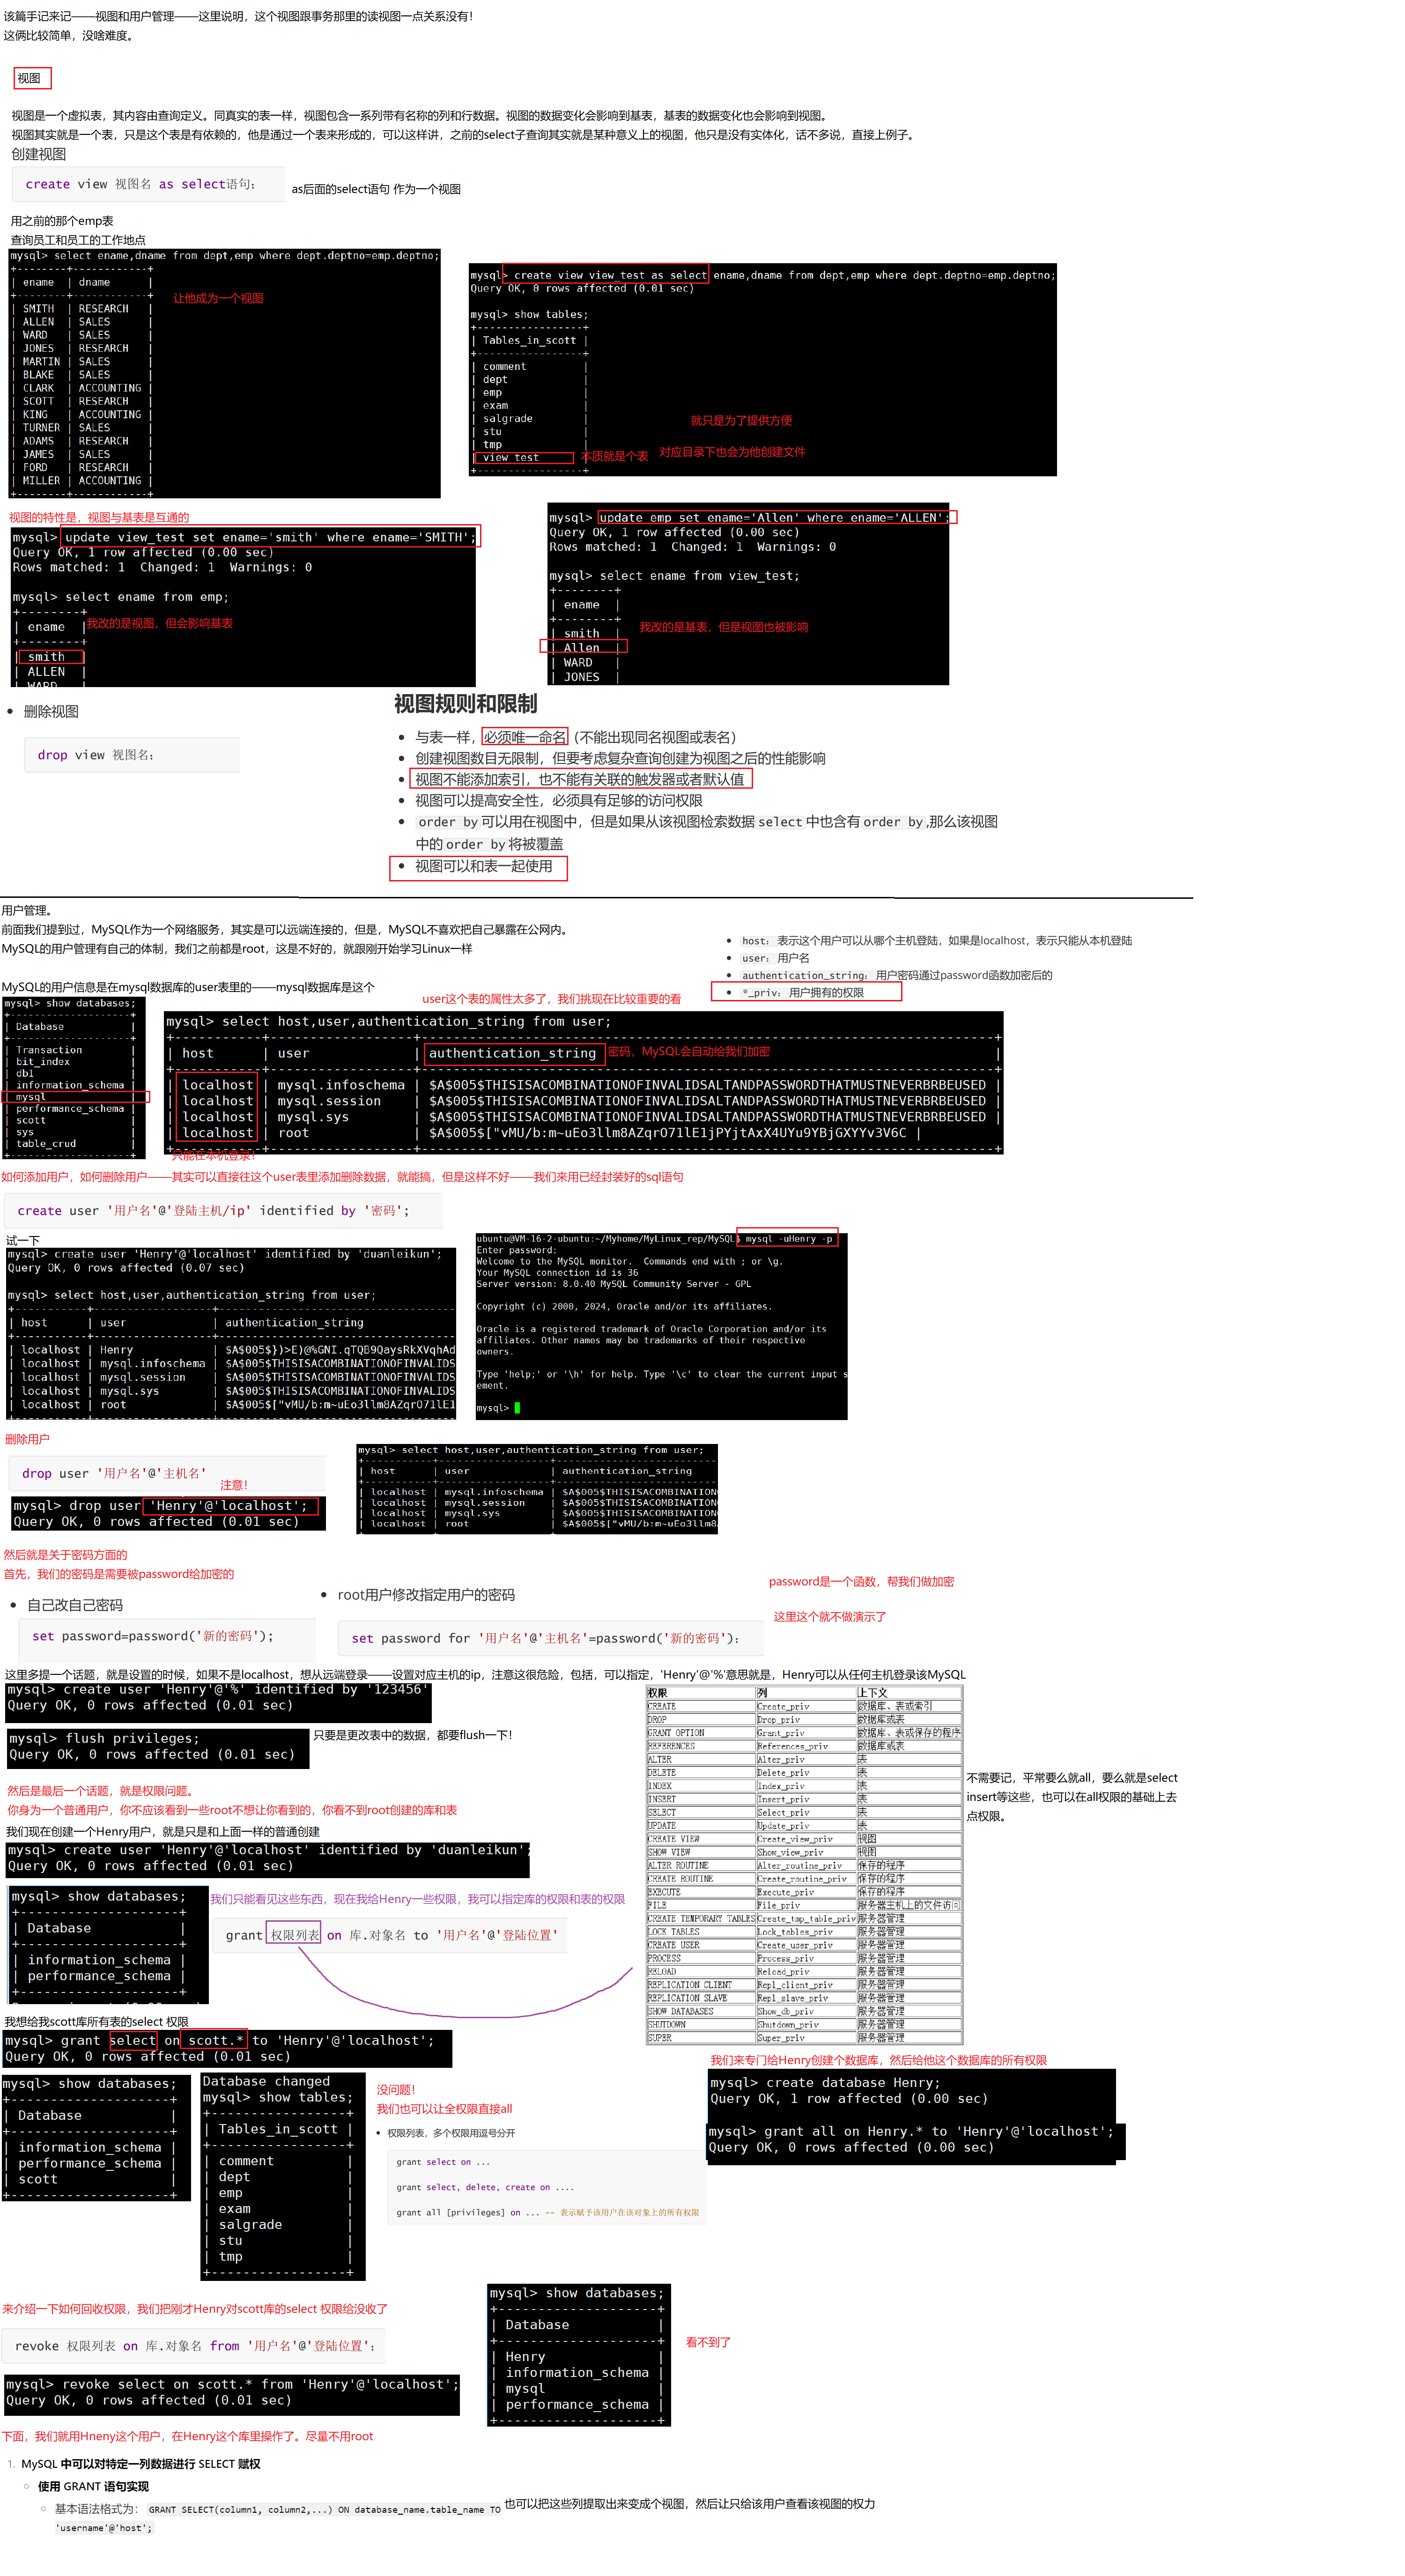 该篇手记来记——视图和用户管理——这里说明，这个视图跟事务那里的读视图一点关系没有！
这俩比较简单，没啥难度。
视图
视图是一个虚拟表，其内容由查询定义。同真实的表一样，视图包含一系列带有名称的列和行数据。视图的数据变化会影响到基表，基表的数据变化也会影响到视图。
视图其实就是一个表，只是这个表是有依赖的，他是通过一个表来形成的，可以这样讲，之前的select子查询其实就是某种意义上的视图，他只是没有实体化，话不多说，直接上例子。
创建视图
create view 视图名 as select语句；
as后面的select语句 作为一个视图
用之前的那个emp表
查询员工和员工的工作地点
mysql> select ename,dname from dept,emp where dept.deptno=emp.deptno;
+--------+------------+
| ename | dname |
+--------+------------+
| SMITH | RESEARCH |
| ALLEN | SALES |
| WARD | SALES |
| JONES | RESEARCH |
| MARTIN | SALES |
| BLAKE | SALES |
| CLARK | ACCOUNTING |
| SCOTT | RESEARCH |
| KING | ACCOUNTING |
| TURNER | SALES |
| ADAMS | RESEARCH |
| JAMES | SALES |
| FORD | RESEARCH |
| MILLER | ACCOUNTING |
+--------+------------+
让他成为一个视图
mysql> create view view_test as select ename,dname from dept,emp where dept.deptno=emp.deptno;
Query OK, 0 rows affected (0.01 sec)
mysql> show tables;
+-----------------+
| Tables_in_scott |
+-----------------+
| comment |
| dept |
| emp |
| exam |
| salgrade |
| stu |
| tmp |
| view_test
+-----------------+
就只是为了提供方便
本质就是个表
对应目录下也会为他创建文件
视图的特性是，视图与基表是互通的
mysql> update view_test set ename='smith' where ename='SMITH';
Query OK, 1 row affected (0.00 sec)
Rows matched: 1 Changed: 1 Warnings: 0
mysql> select ename from emp;
+--------+
| ename |
+--------+
| smith |
| ALLEN |
| WARD |
我改的是视图，但会影响基表
mysql> update emp set ename='Allen' where ename='ALLEN';
Query OK, 1 row affected (0.00 sec)
Rows matched: 1 Changed: 1 Warnings: 0
mysql> select ename from view_test;
+--------+
| ename |
+--------+
| smith |
| Allen |
| WARD |
| JONES |
我改的是基表，但是视图也被影响
删除视图
drop view 视图名；
视图规则和限制
与表一样，必须唯一命名（不能出现同名视图或表名）
创建视图数目无限制，但要考虑复杂查询创建为视图之后的性能影响
视图不能添加索引，也不能有关联的触发器或者默认值
视图可以提高安全性，必须具有足够的访问权限
order by可以用在视图中，但是如果从该视图检索数据select中也含有order by,那么该视图
中的order by将被覆盖
视图可以和表一起使用
用户管理。
前面我们提到过，MySQL作为一个网络服务，其实是可以远端连接的，但是，MySQL不喜欢把自己暴露在公网内。
MySQL的用户管理有自己的体制，我们之前都是root，这是不好的，就跟刚开始学习Linux一样
host：表示这个用户可以从哪个主机登陆，如果是localhost，表示只能从本机登陆
user：用户名
authentication_string：用户密码通过password函数加密后的
*_priv：用户拥有的权限
MySQL的用户信息是在mysql数据库的user表里的——mysql数据库是这个
mysql> show databases;
+--------------------+
| Database |
+--------------------+
| Transaction |
| bit_index |
| db1 |
| information_schema |
| mysql
| performance_schema |
| scott |
| sys |
| table_crud |
+--------------------+
user这个表的属性太多了，我们挑现在比较重要的看
mysql> select host,user,authentication_string from user;
| host | user | authentication_string |
密码，MySQL会自动给我们加密
| localhost | mysql.infoschema | $A$005$THISISACOMBINATIONOFINVALIDSALTANDPASSWORDTHATMUSTNEVERBRBEUSED |
| localhost | mysql.session | $A$005$THISISACOMBINATIONOFINVALIDSALTANDPASSWORDTHATMUSTNEVERBRBEUSED |
| localhost | mysql.sys | $A$005$THISISACOMBINATIONOFINVALIDSALTANDPASSWORDTHATMUSTNEVERBRBEUSED |
| localhost | root | $A$005$["vMU/b:m~uEo3llm8AZqrO71lE1jPYjtAxX4UYu9YBjGXYYv3V6C |
只能在本机登录！
如何添加用户，如何删除用户——其实可以直接往这个user表里添加删除数据，就能搞，但是这样不好——我们来用已经封装好的sql语句
create user '用户名'@'登陆主机/ip' identified by '密码';
试一下
mysql> create user 'Henry'@'localhost' identified by 'duanleikun';
Query OK, 0 rows affected (0.07 sec)
mysql> select host,user,authentication_string from user;
| host | user | authentication_string
| localhost | Henry | $A$005$})>E)@%GNI.qTQB9QaysRkXVqhAd
| localhost | mysql.infoschema | $A$005$THISISACOMBINATIONOFINVALIDS
| localhost | mysql.session | $A$005$THISISACOMBINATIONOFINVALIDS
| localhost | mysql.sys | $A$005$THISISACOMBINATIONOFINVALIDS
| localhost | root | $A$005$["vMU/b:m~uEo3llm8AZqrO71lE1
ubuntu@VM-16-2-ubuntu:~/Myhome/MyLinux_rep/MySQL$ mysql -uHenry -p
Enter password:
Welcome to the MySQL monitor. Commands end with ; or \g.
Your MySQL connection id is 36
Server version: 8.0.40 MySQL Community Server - GPL
Copyright (c) 2000, 2024, Oracle and/or its affiliates.
Oracle is a registered trademark of Oracle Corporation and/or its
affiliates. Other names may be trademarks of their respective
owners.
Type 'help;' or '\h' for help. Type '\c' to clear the current input s
ement.
mysql>
删除用户
drop user '用户名'@'主机名'
注意！
mysql> drop user 'Henry'@'localhost';
Query OK, 0 rows affected (0.01 sec)
mysql> select host,user,authentication_string from user;
| host | user | authentication_string
| localhost | mysql.infoschema | $A$005$THISISACOMBINATION
| localhost | mysql.session | $A$005$THISISACOMBINATION
| localhost | mysql.sys | $A$005$THISISACOMBINATION
| localhost | root | $A$005$["vMU/b:m~uEo3llm8
然后就是关于密码方面的
首先，我们的密码是需要被password给加密的
自己改自己密码
set password=password('新的密码');
root用户修改指定用户的密码
set password for '用户名'@'主机名'=password('新的密码')；
password是一个函数，帮我们做加密
这里这个就不做演示了
这里多提一个话题，就是设置的时候，如果不是localhost，想从远端登录——设置对应主机的ip，注意这很危险，包括，可以指定，'Henry'@'%'意思就是，Henry可以从任何主机登录该MySQL
mysql> create user 'Henry'@'%' identified by '123456'
Query OK, 0 rows affected (0.01 sec)
mysql> flush privileges;
Query OK, 0 rows affected (0.01 sec)
只要是更改表中的数据，都要flush一下！
权限 列 上下文
CREATE Create_priv 数据库、表或索引
DROP Drop_priv 数据库或表
GRANT OPTION Grant_priv 数据库、表或保存的程序
REFERENCES References_priv 数据库或表
ALTER Alter_priv 表
DELETE Delete_priv 表
INDEX Index_priv 表
INSERT Insert_priv 表
SELECT Select_priv 表
UPDATE Update_priv 表
CREATE VIEW Create_view_priv 视图
SHOW VIEW Show_view_priv 视图
ALTER ROUTINE Alter_routine_priv 保存的程序
CREATE ROUTINE Create_routine_priv 保存的程序
EXECUTE Execute_priv 保存的程序
FILE File_priv 服务器主机上的文件访问
CREATE TEMPORARY TABLES Create_tmp_table_priv 服务器管理
LOCK TABLES Lock_tables_priv 服务器管理
CREATE USER Create_user_priv 服务器管理
PROCESS Process_priv 服务器管理
RELOAD Reload_priv 服务器管理
REPLICATION CLIENT Repl_client_priv 服务器管理
REPLICATION SLAVE Repl_slave_priv 服务器管理
SHOW DATABASES Show_db_priv 服务器管理
SHUTDOWN Shutdown_priv 服务器管理
SUPER Super_priv 服务器管理
不需要记，平常要么就all，要么就是select
insert等这些，也可以在all权限的基础上去
点权限。
然后是最后一个话题，就是权限问题。
你身为一个普通用户，你不应该看到一些root不想让你看到的，你看不到root创建的库和表
我们现在创建一个Henry用户，就是只是和上面一样的普通创建
mysql> create user 'Henry'@'localhost' identified by 'duanleikun';
Query OK, 0 rows affected (0.01 sec)
mysql> show databases;
+--------------------+
| Database |
+--------------------+
| information_schema |
| performance_schema |
+--------------------+
我们只能看见这些东西，现在我给Henry一些权限，我可以指定库的权限和表的权限
grant 权限列表 on 库.对象名 to '用户名'@'登陆位置'
我想给我scott库所有表的select 权限
mysql> grant select on scott.* to 'Henry'@'localhost';
Query OK, 0 rows affected (0.01 sec)
mysql> show databases;
+--------------------+
| Database |
+--------------------+
| information_schema |
| performance_schema |
| scott |
+--------------------+
Database changed
mysql> show tables;
+-----------------+
| Tables_in_scott |
+-----------------+
| comment |
| dept |
| emp |
| exam |
| salgrade |
| stu |
| tmp |
+-----------------+
没问题！
我们也可以让全权限直接all
权限列表，多个权限用逗号分开
grant select on ...
grant select, delete, create on ....
grant all [privileges] on ... -- 表示赋予该用户在该对象上的所有权限
我们来专门给Henry创建个数据库，然后给他这个数据库的所有权限
mysql> create database Henry;
Query OK, 1 row affected (0.00 sec)
mysql> grant all on Henry.* to 'Henry'@'localhost';
Query OK, 0 rows affected (0.00 sec)
来介绍一下如何回收权限，我们把刚才Henry对scott库的select 权限给没收了
revoke 权限列表 on 库.对象名 from '用户名'@'登陆位置'；
mysql> revoke select on scott.* from 'Henry'@'localhost';
Query OK, 0 rows affected (0.01 sec)
mysql> show databases;
+--------------------+
| Database |
+--------------------+
| Henry |
| information_schema |
| mysql |
| performance_schema |
+--------------------+
看不到了
下面，我们就用Hneny这个用户，在Henry这个库里操作了。尽量不用root
1. MySQL 中可以对特定一列数据进行 SELECT 赋权
使用 GRANT 语句实现
基本语法格式为： GRANT SELECT(column1, column2,...) ON database_name.table_name TO
'username'@'host';
也可以把这些列提取出来变成个视图，然后让只给该用户查看该视图的权力